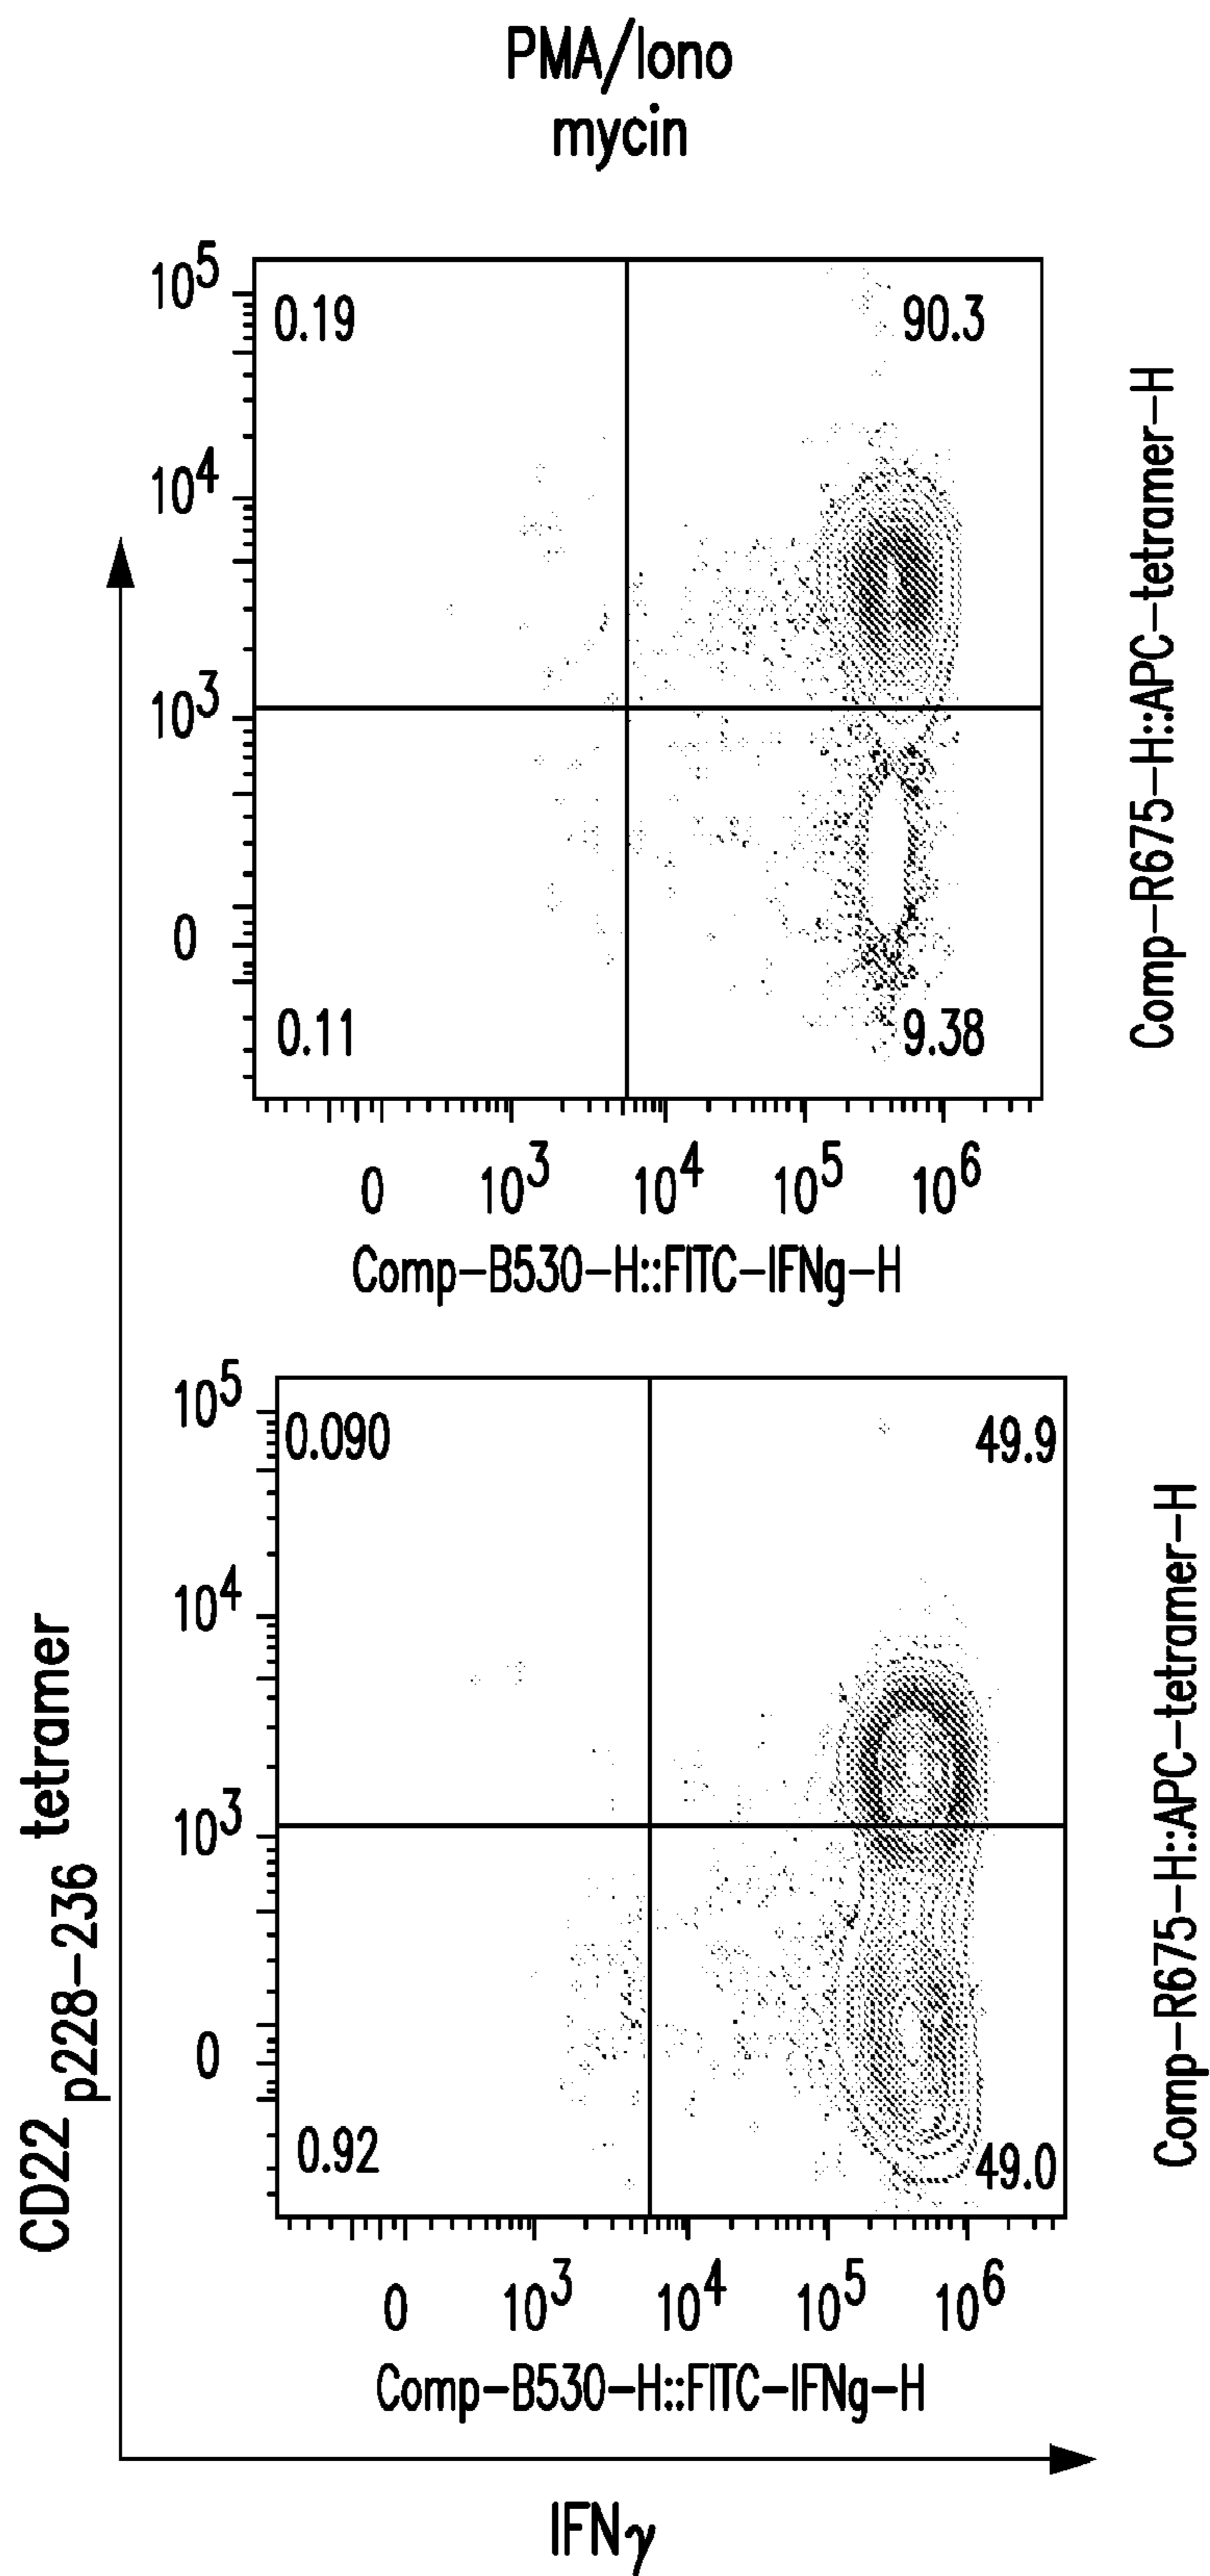 PMA/Iono
mycin
10^5
0.19
90.3
10^4
10^3
0
0.11
9.38
0 10^3 10^4 10^5 10^6
Comp-B530-H::FITC-IFNg-H
Comp-R675-H::APC-tetramer-H
10^5
0.090
49.9
10^4
10^3
0
0.92
49.0
0 10^3 10^4 10^5 10^6
Comp-B530-H::FITC-IFNg-H
Comp-R675-H::APC-tetramer-H
CD22 p228-236 tetramer
IFNγ